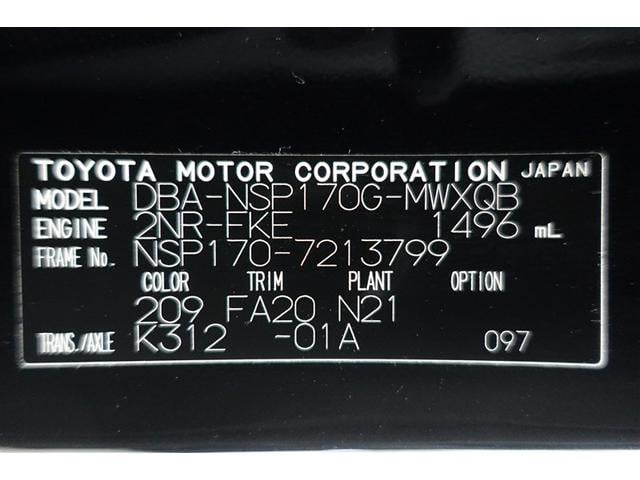 TOYOTA MOTOR CORPORATION JAPAN
MODEL DBA-NSP170G-MWXQB
ENGINE 2NR-FKE 1496 mL
FRAME No. NSP170-7213799
COLOR TRIM PLANT OPTION
209 FA20 N21
TRANS./AXLE K312 -01A 097